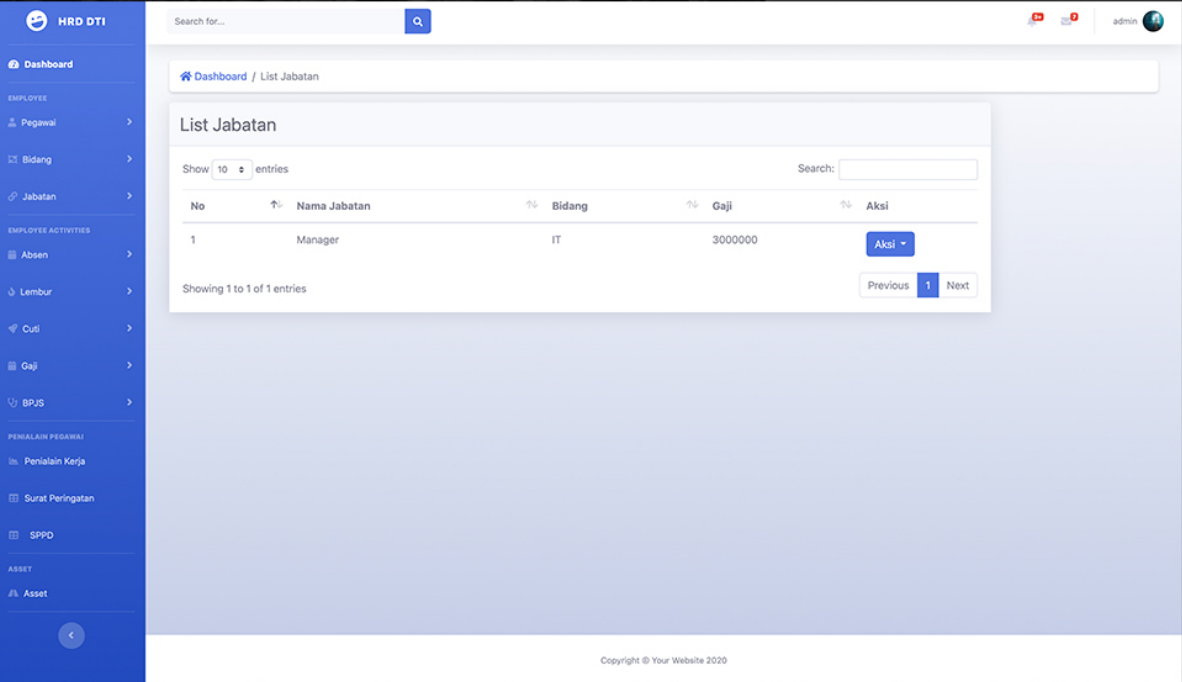 HRD DTI
Search for...
3+
7
admin
Dashboard
EMPLOYEE
Pegawai
Bidang
Jabatan
EMPLOYEE ACTIVITIES
Absen
Lembur
Cuti
Gaji
BPJS
PENIALAIN PEGAWAI
Penialain Kerja
Surat Peringatan
SPPD
ASSET
Asset
Dashboard / List Jabatan
List Jabatan
Show 10 entries
Search:
No Nama Jabatan Bidang Gaji Aksi
1 Manager IT 3000000 Aksi
Showing 1 to 1 of 1 entries
Previous 1 Next
Copyright © Your Website 2020